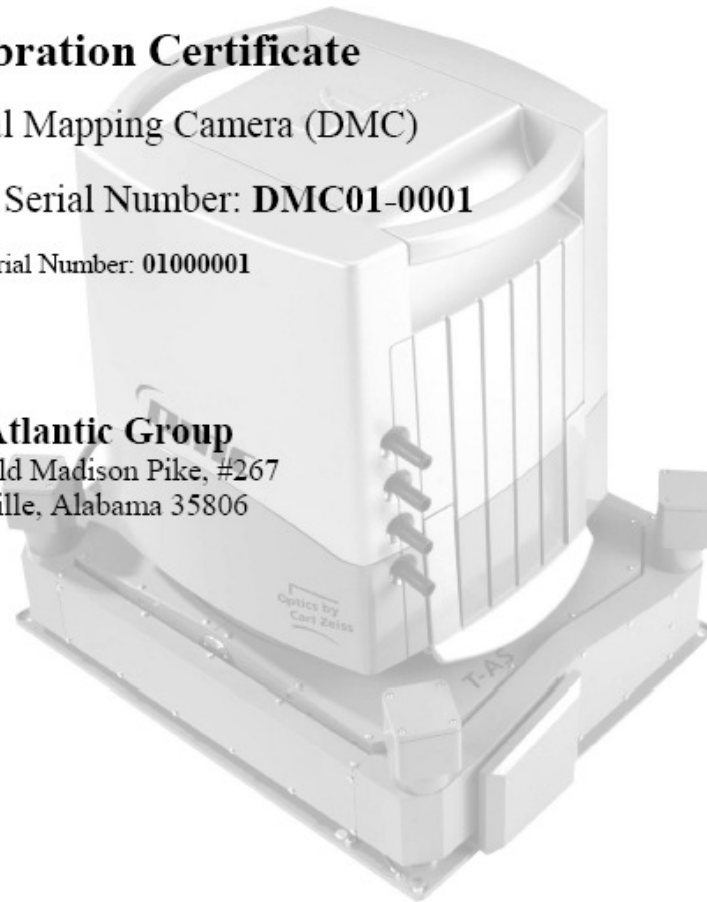 bration Certificate
l Mapping Camera (DMC)
Serial Number: DMC01-0001
rial Number: 01000001
Atlantic Group
ld Madison Pike, #267
ille, Alabama 35806
Optics by
Carl Zeiss
T-AS